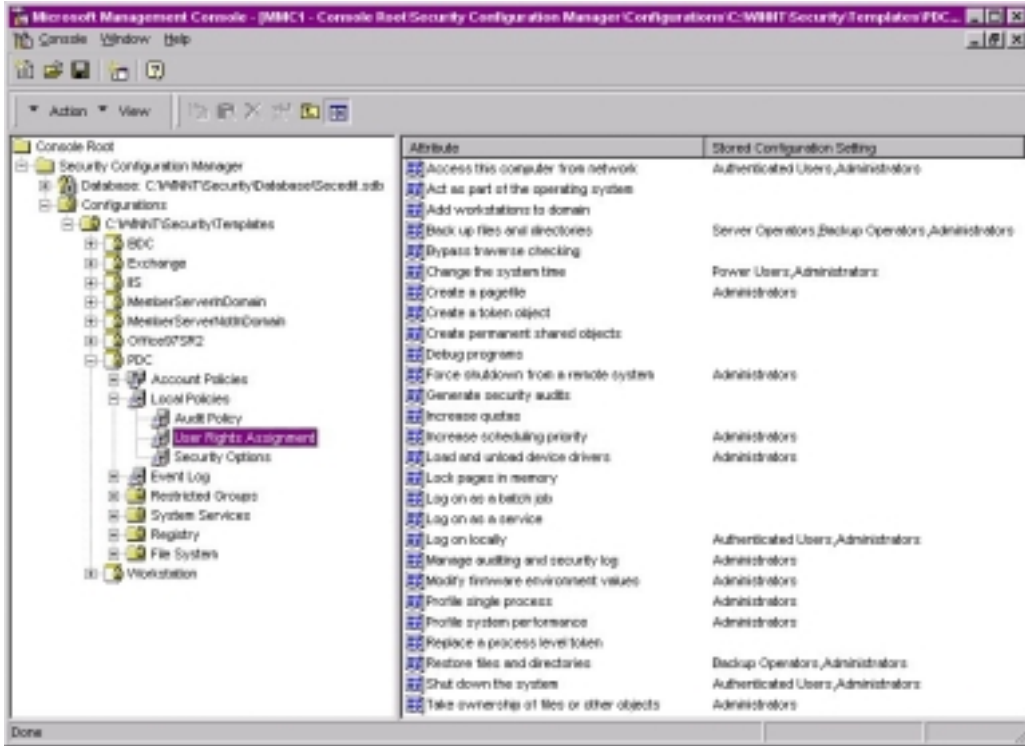 Microsoft Management Console - [MMC1 - Console Root\Security Configuration Manager\Configurations\C:\WINNT\Security\Templates\PDC...
Console Window Help
Action View
Console Root
Security Configuration Manager
Database: C:\WINNT\Security\Database\Secedit.sdb
Configurations
C:\WINNT\Security\Templates
BDC
Exchange
IIS
MemberServerInDomain
MemberServerNotInDomain
Office97SR2
PDC
Account Policies
Local Policies
Audit Policy
User Rights Assignment
Security Options
Event Log
Restricted Groups
System Services
Registry
File System
Workstation
Attribute Stored Configuration Setting
Access this computer from network Authenticated Users,Administrators
Act as part of the operating system
Add workstations to domain
Back up files and directories Server Operators,Backup Operators,Administrators
Bypass traverse checking
Change the system time Power Users,Administrators
Create a pagefile Administrators
Create a token object
Create permanent shared objects
Debug programs
Force shutdown from a remote system Administrators
Generate security audits
Increase quotas
Increase scheduling priority Administrators
Load and unload device drivers Administrators
Lock pages in memory
Log on as a batch job
Log on as a service
Log on locally Authenticated Users,Administrators
Manage auditing and security log Administrators
Modify firmware environment values Administrators
Profile single process Administrators
Profile system performance Administrators
Replace a process level token
Restore files and directories Backup Operators,Administrators
Shut down the system Authenticated Users,Administrators
Take ownership of files or other objects Administrators
Done